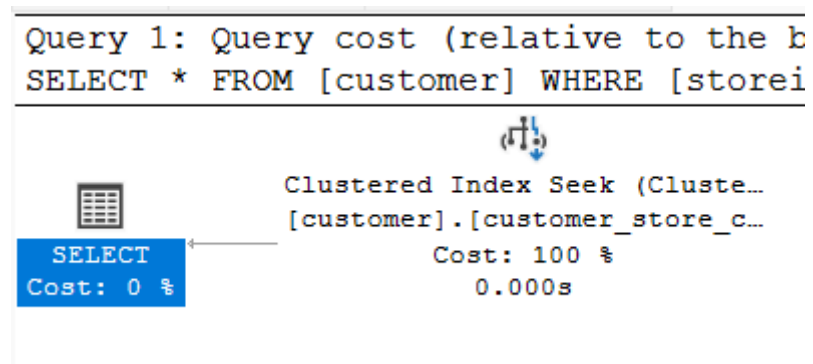 Query 1: Query cost (relative to the b
SELECT * FROM [customer] WHERE [storei
Clustered Index Seek (Cluste…
[customer].[customer_store_c…
Cost: 100 %
0.000s
SELECT
Cost: 0 %